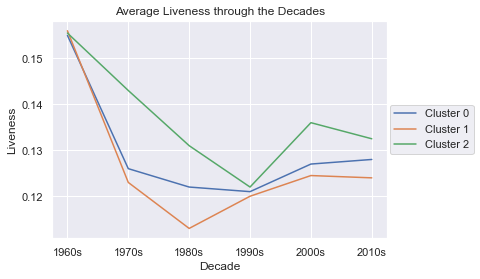 Average Liveness through the Decades
0.15
0.14
0.13
0.12
Liveness
1960s 1970s 1980s 1990s 2000s 2010s
Decade
Cluster 0
Cluster 1
Cluster 2